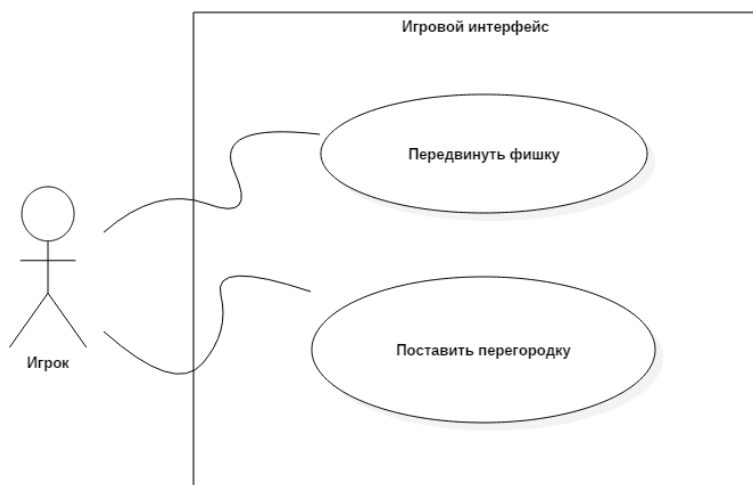 Игровой интерфейс
Передвинуть фишку
Поставить перегородку
Игрок